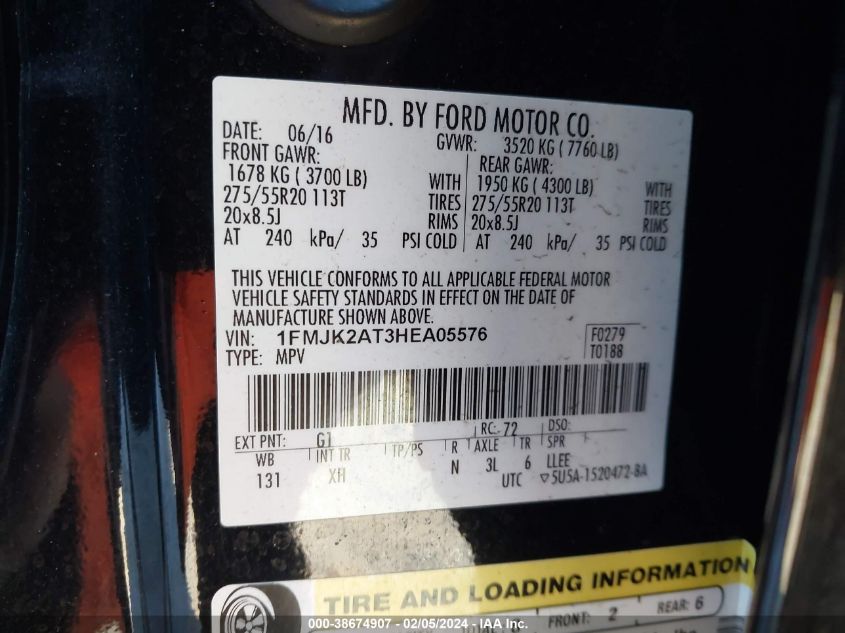 MFD. BY FORD MOTOR CO.
DATE: 06/16 GVWR: 3520 KG ( 7760 LB)
FRONT GAWR: REAR GAWR:
1678 KG ( 3700 LB) WITH 1950 KG ( 4300 LB) WITH
275/55R20 113T TIRES 275/55R20 113T TIRES
20x8.5J RIMS 20x8.5J RIMS
AT 240 kPa/ 35 PSI COLD AT 240 kPa/ 35 PSI COLD
THIS VEHICLE CONFORMS TO ALL APPLICABLE FEDERAL MOTOR
VEHICLE SAFETY STANDARDS IN EFFECT ON THE DATE OF
MANUFACTURE SHOWN ABOVE.
VIN: 1FMJK2AT3HEA05576 F0279
TYPE: MPV T0188
EXT PNT: G1 RC: 72 DSO:
WB INT TR TP/PS R AXLE TR SPR
131 XH N 3L 6 LLEE
UTC ▽5U5A-1520472-BA
TIRE AND LOADING INFORMATION
FRONT: 2 REAR: 6
000-38674907 - 02/05/2024 - IAA Inc.